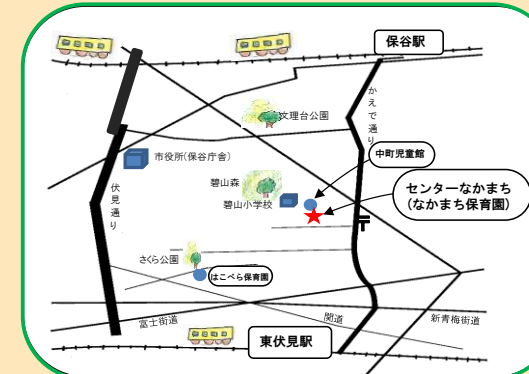 保谷駅
かえで通り
文理台公園
中町児童館
市役所(保谷庁舎)
碧山森
センターなかまち
(なかまち保育園)
碧山小学校
伏見通り
〒
さくら公園
はこべら保育園
富士街道
関道
新青梅街道
東伏見駅